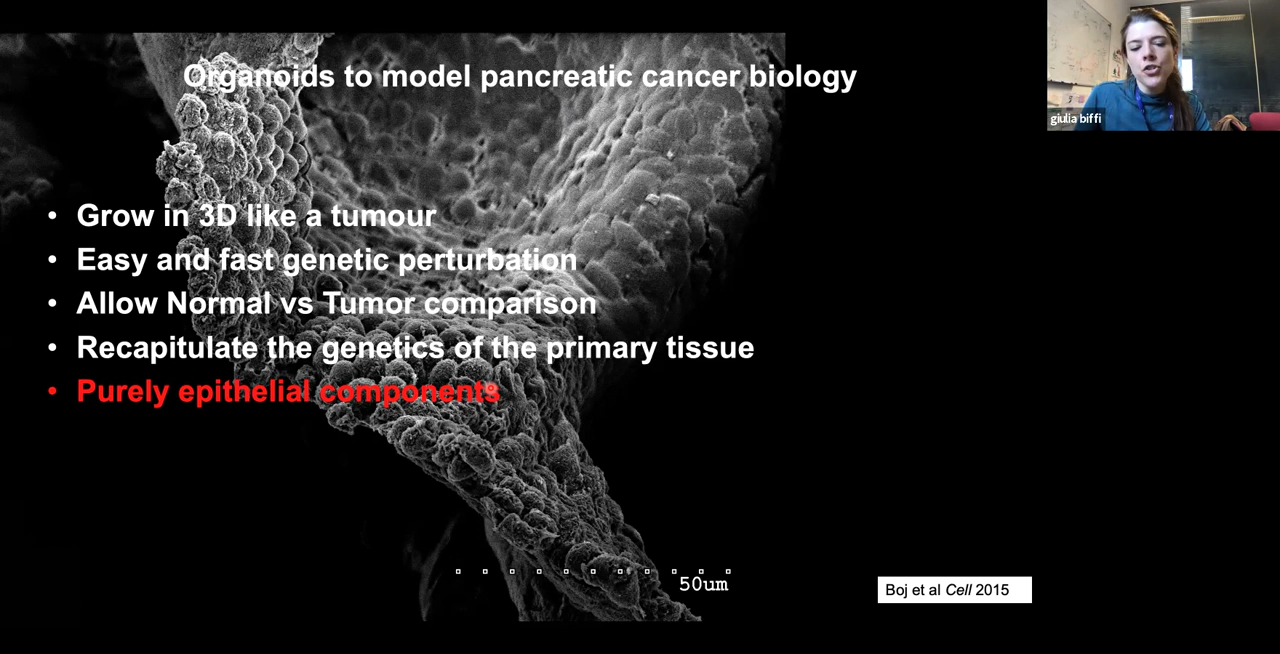 Organoids to model pancreatic cancer biology
giulia biffi
• Grow in 3D like a tumour
• Easy and fast genetic perturbation
• Allow Normal vs Tumor comparison
• Recapitulate the genetics of the primary tissue
• Purely epithelial components
50um
Boj et al Cell 2015